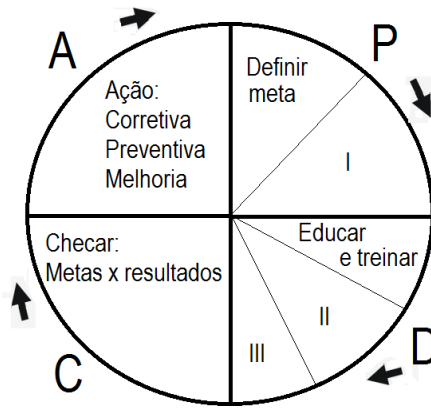 A
P
Definir
meta
Ação:
Corretiva
Preventiva
Melhoria
I
Checar:
Metas x resultados
Educar
e treinar
II
III
C
D